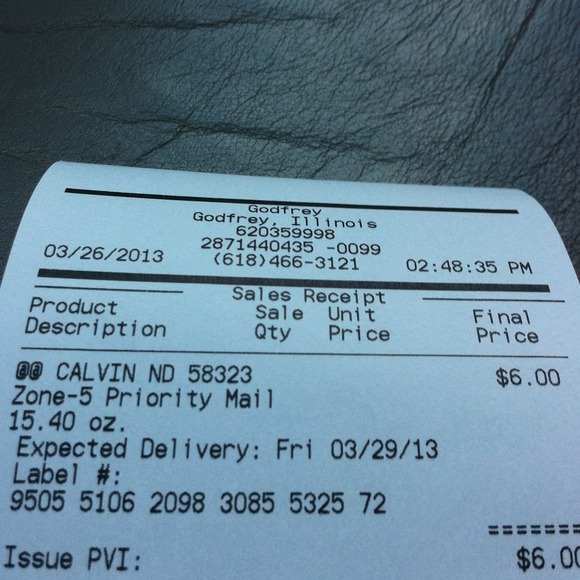 Godfrey
Godfrey, Illinois
620359998
2871440435 -0099
03/26/2013 (618)466-3121 02:48:35 PM
Sales Receipt
Product Sale Unit Final
Description Qty Price Price
@@ CALVIN ND 58323 $6.00
Zone-5 Priority Mail
15.40 oz.
Expected Delivery: Fri 03/29/13
Label #:
9505 5106 2098 3085 5325 72
========
Issue PVI: $6.00